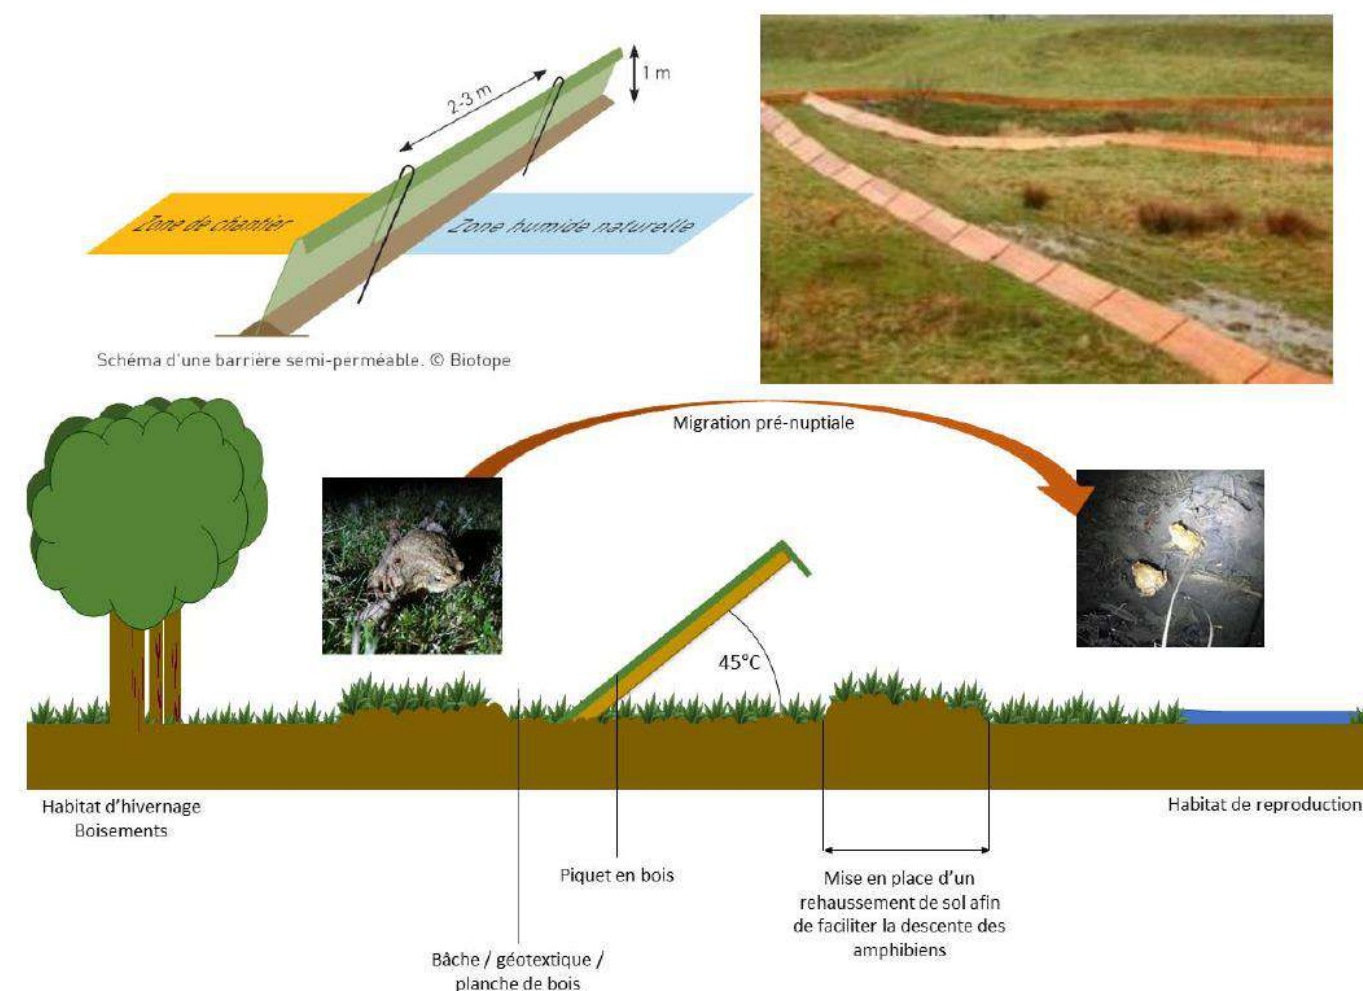 2-3 m
1 m
Zone de chantier
Zone humide naturelle
Schéma d'une barrière semi-perméable. © Biotope
Migration pré-nuptiale
45°C
Habitat d'hivernage
Boisements
Habitat de reproduction
Piquet en bois
Mise en place d'un
rehaussement de sol afin
de faciliter la descente des
amphibiens
Bâche / géotextique /
planche de bois